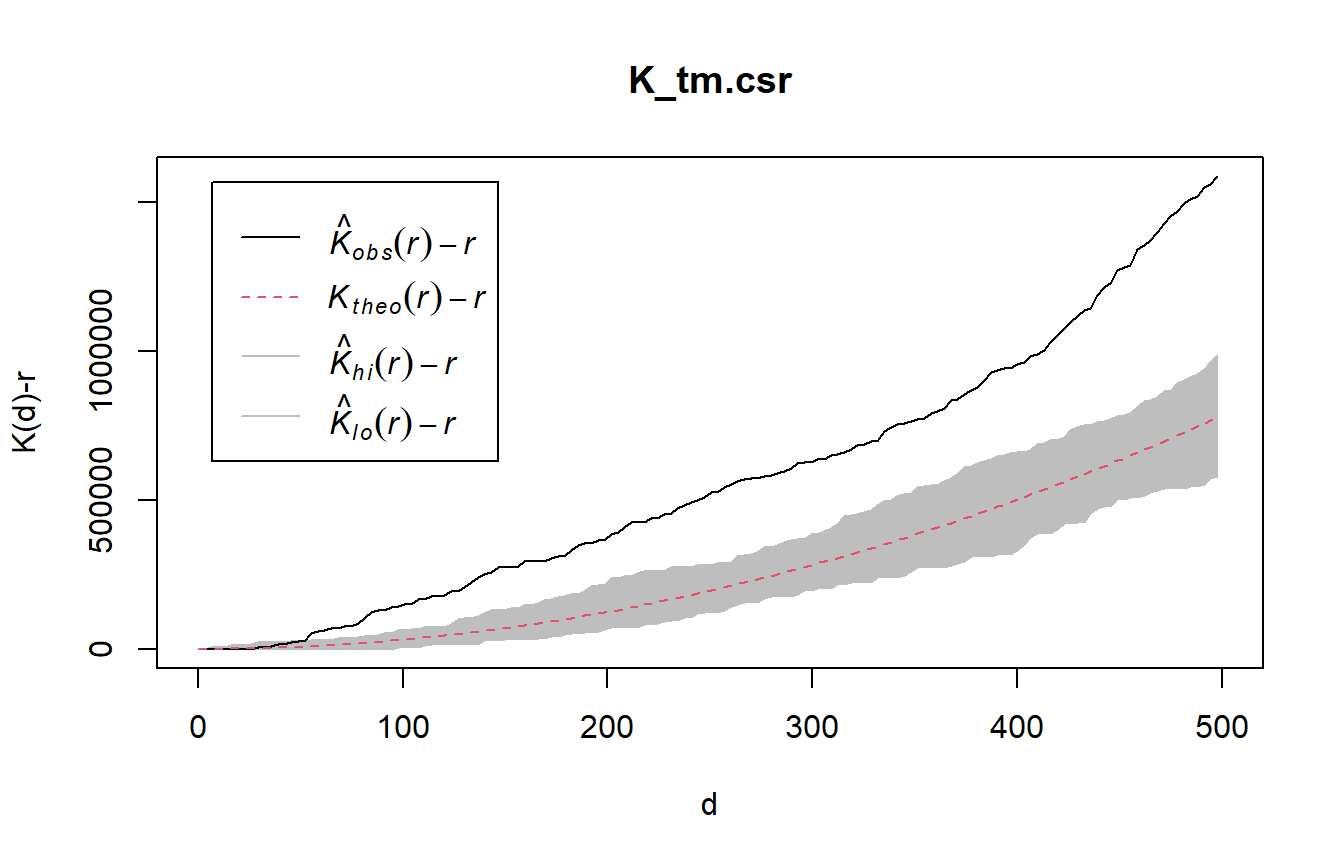 K_tm.csr
K̂obs(r) – r
Ktheo(r) – r
K̂hi(r) – r
K̂lo(r) – r
K(d)-r
0
500000
1000000
0 100 200 300 400 500
d